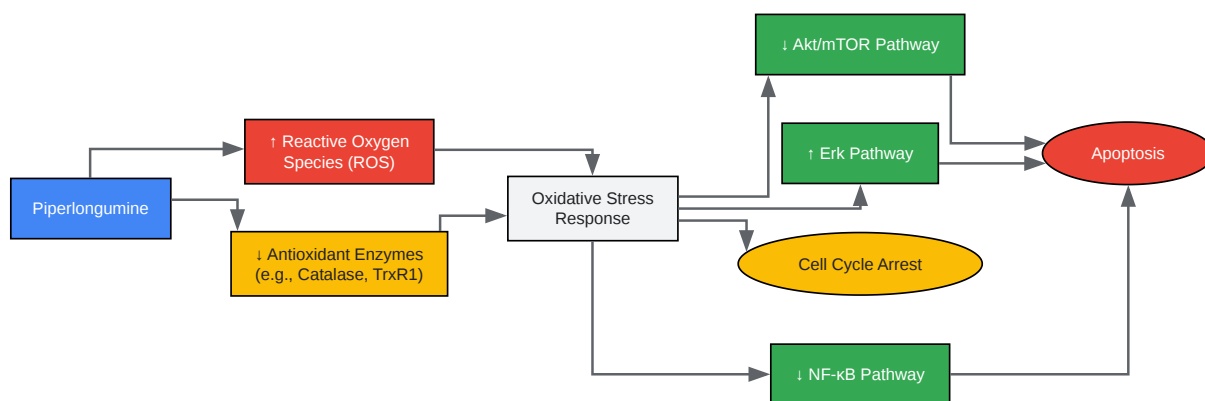 Piperlongumine
↑ Reactive Oxygen
Species (ROS)
↓ Antioxidant Enzymes
(e.g., Catalase, TrxR1)
Oxidative Stress
Response
↓ Akt/mTOR Pathway
↑ Erk Pathway
Cell Cycle Arrest
↓ NF-κB Pathway
Apoptosis